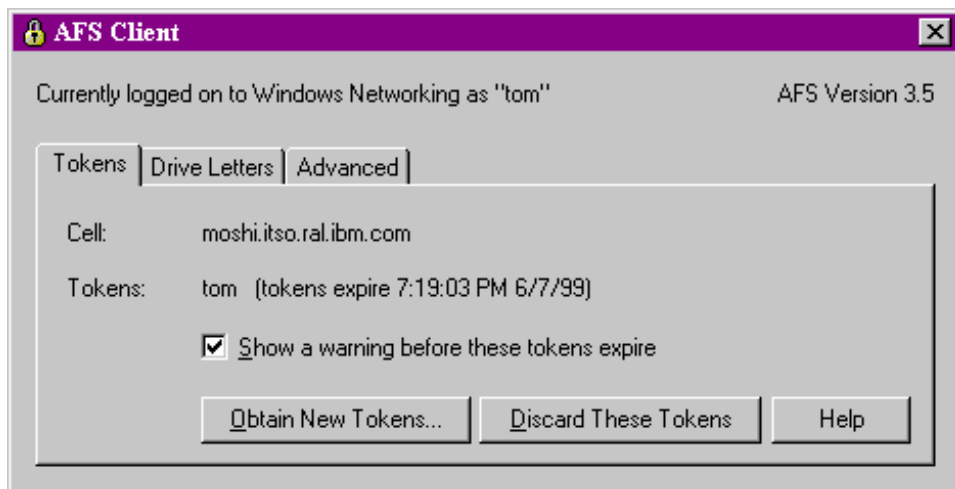 AFS Client
Currently logged on to Windows Networking as "tom" AFS Version 3.5
Tokens Drive Letters Advanced
Cell: moshi.itso.ral.ibm.com
Tokens: tom (tokens expire 7:19:03 PM 6/7/99)
Show a warning before these tokens expire
Obtain New Tokens... Discard These Tokens Help